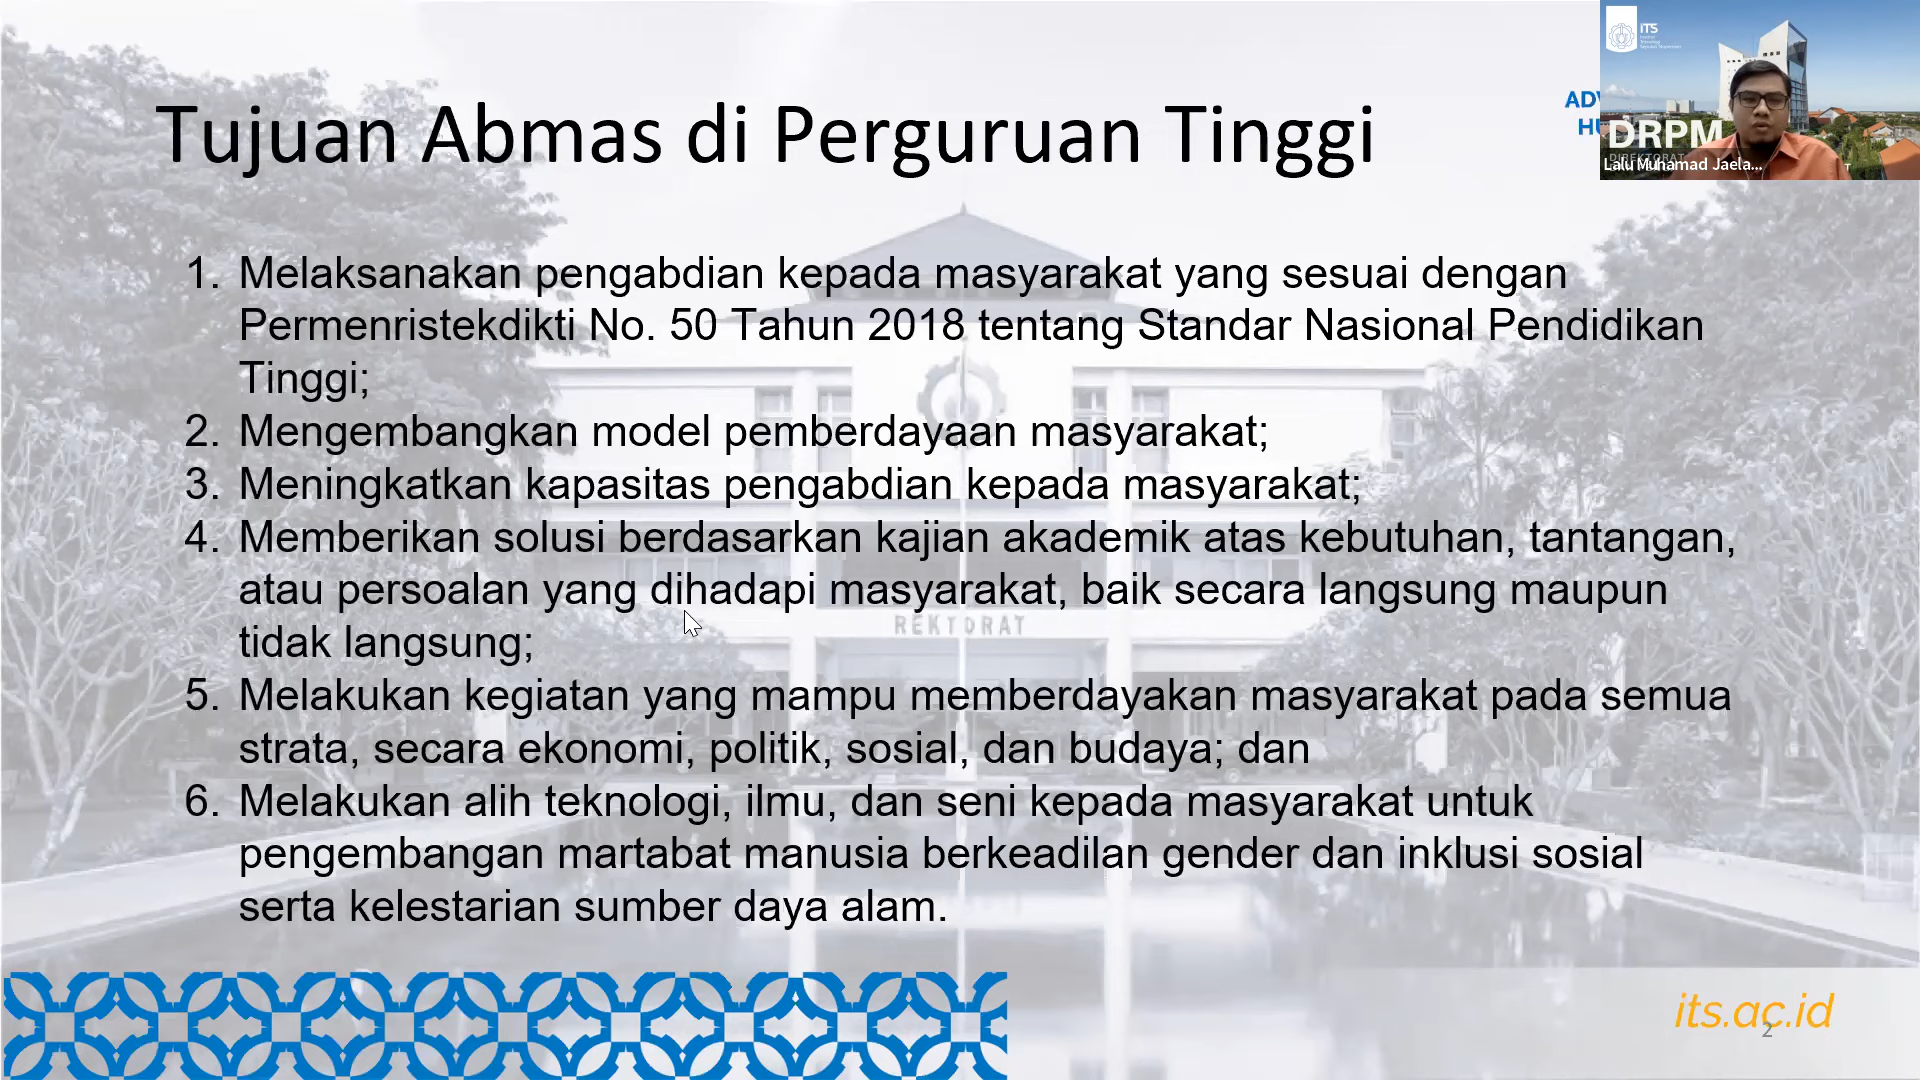 Tujuan Abmas di Perguruan Tinggi
ITS
DRPM
Lalu Muhamad Jaela...
1. Melaksanakan pengabdian kepada masyarakat yang sesuai dengan
Permenristekdikti No. 50 Tahun 2018 tentang Standar Nasional Pendidikan
Tinggi;
2. Mengembangkan model pemberdayaan masyarakat;
3. Meningkatkan kapasitas pengabdian kepada masyarakat;
4. Memberikan solusi berdasarkan kajian akademik atas kebutuhan, tantangan,
atau persoalan yang dihadapi masyarakat, baik secara langsung maupun
tidak langsung;
REKTORAT
5. Melakukan kegiatan yang mampu memberdayakan masyarakat pada semua
strata, secara ekonomi, politik, sosial, dan budaya; dan
6. Melakukan alih teknologi, ilmu, dan seni kepada masyarakat untuk
pengembangan martabat manusia berkeadilan gender dan inklusi sosial
serta kelestarian sumber daya alam.
its.ac.id
2